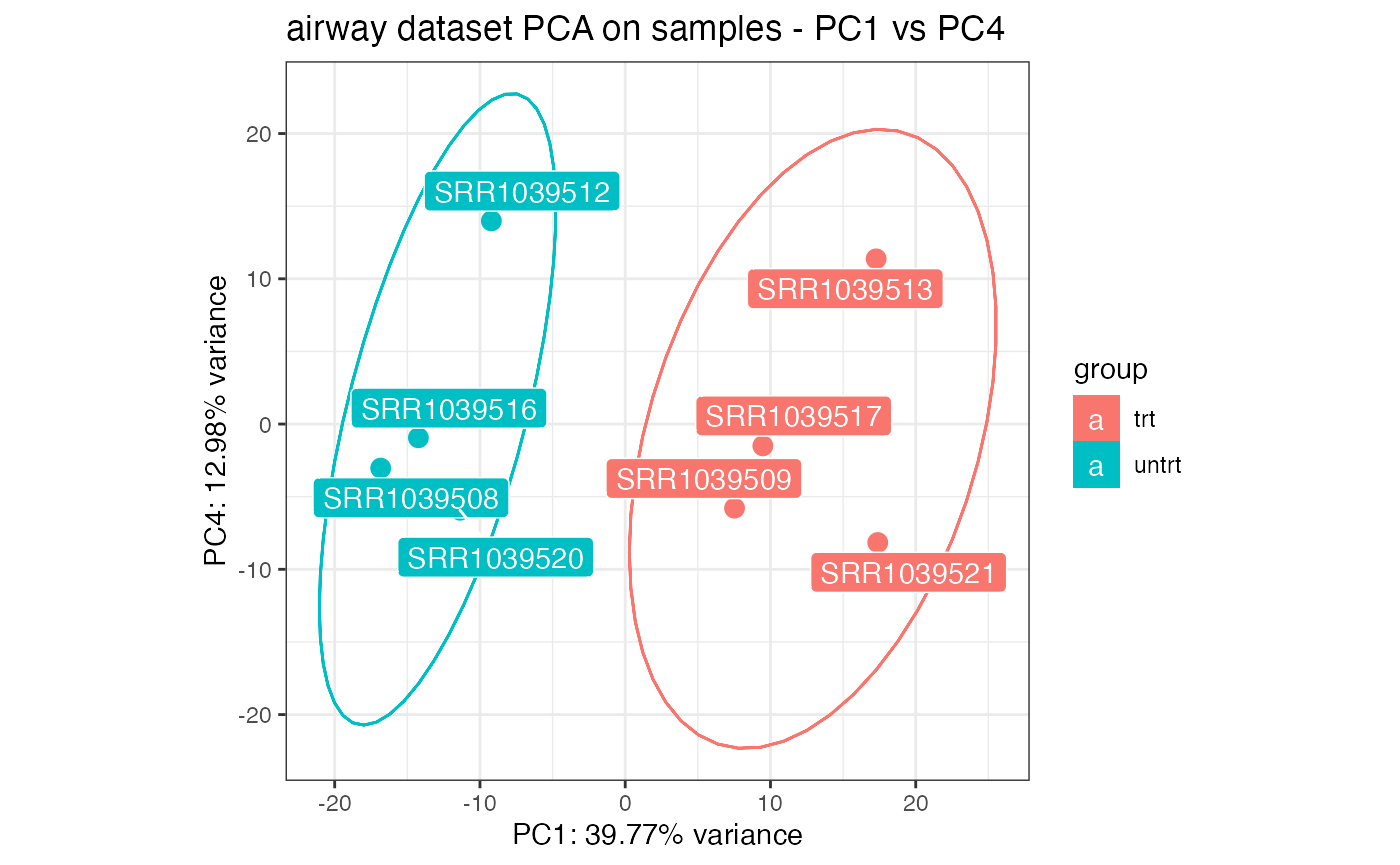 airway dataset PCA on samples - PC1 vs PC4
PC4: 12.98% variance
20
10
0
-10
-20
SRR1039512
SRR1039513
SRR1039516
SRR1039517
SRR1039509
SRR1039508
SRR1039520
SRR1039521
-20
-10
0
10
20
PC1: 39.77% variance
group
a trt
a untrt